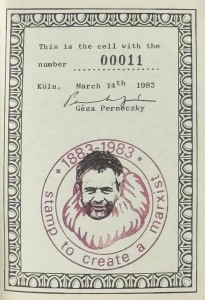 This is the cell with the
number 00011
Köln, March 14th 1983
Géza Perneczky
·1883-1983·
stamp to create a marxist